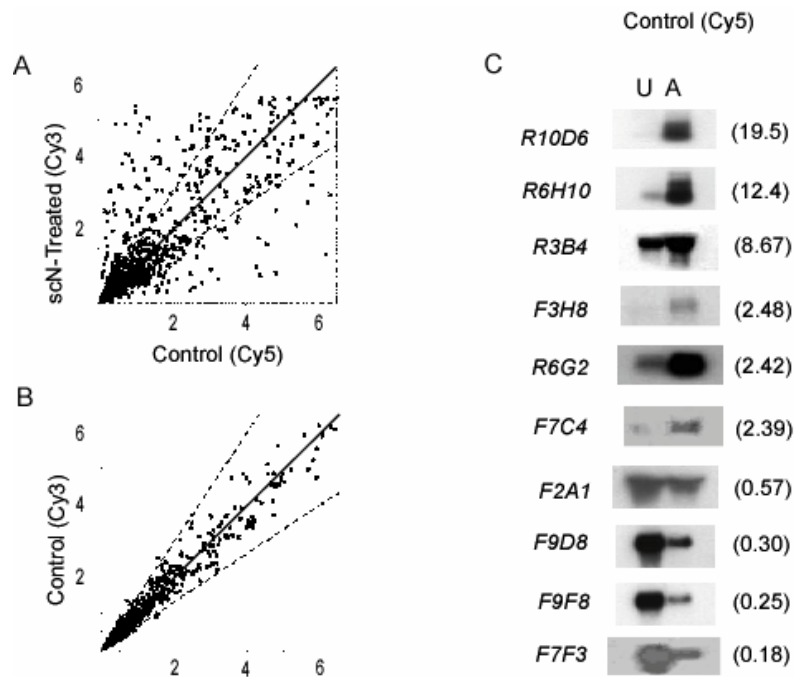 Control (Cy5)
A
6
4
2
scN-Treated (Cy3)
2 4 6
Control (Cy5)
B
6
4
2
Control (Cy3)
2 4 6
C
U A
R10D6 (19.5)
R6H10 (12.4)
R3B4 (8.67)
F3H8 (2.48)
R6G2 (2.42)
F7C4 (2.39)
F2A1 (0.57)
F9D8 (0.30)
F9F8 (0.25)
F7F3 (0.18)